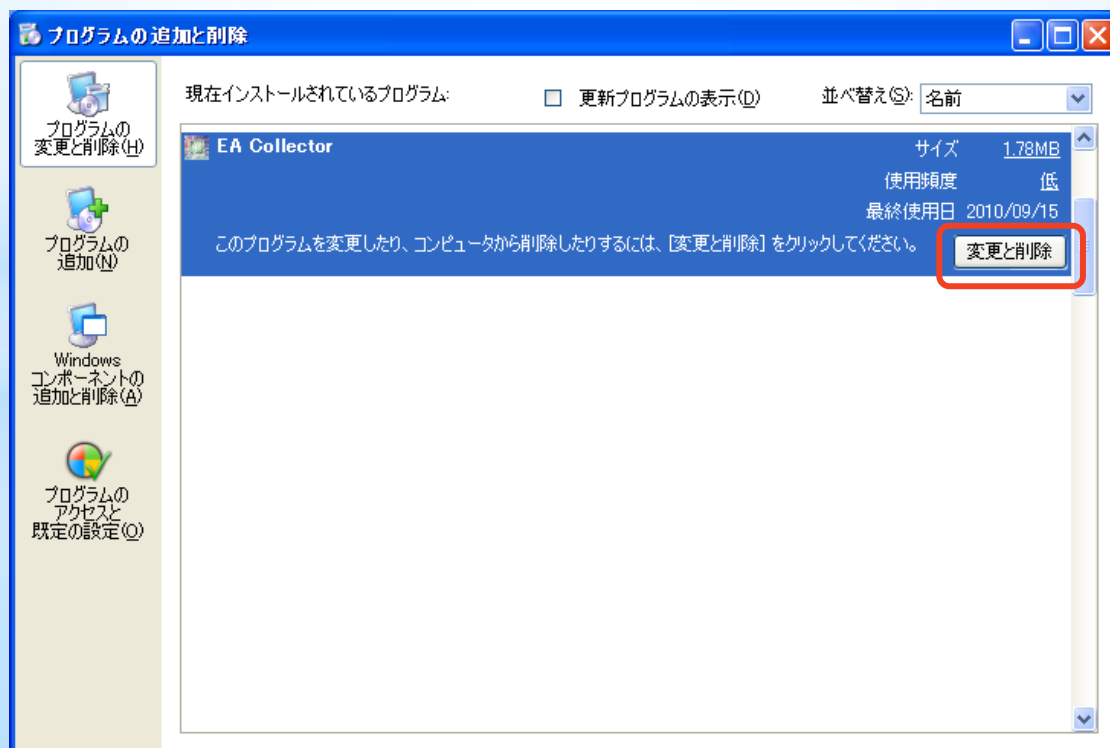 プログラムの追加と削除
プログラムの
変更と削除(H)
プログラムの
追加(N)
Windows
コンポーネントの
追加と削除(A)
プログラムの
アクセスと
既定の設定(O)
現在インストールされているプログラム:
更新プログラムの表示(D)
並べ替え(S): 名前
EA Collector
サイズ 1.78MB
使用頻度 低
最終使用日 2010/09/15
このプログラムを変更したり、コンピュータから削除したりするには、[変更と削除] をクリックしてください。
変更と削除